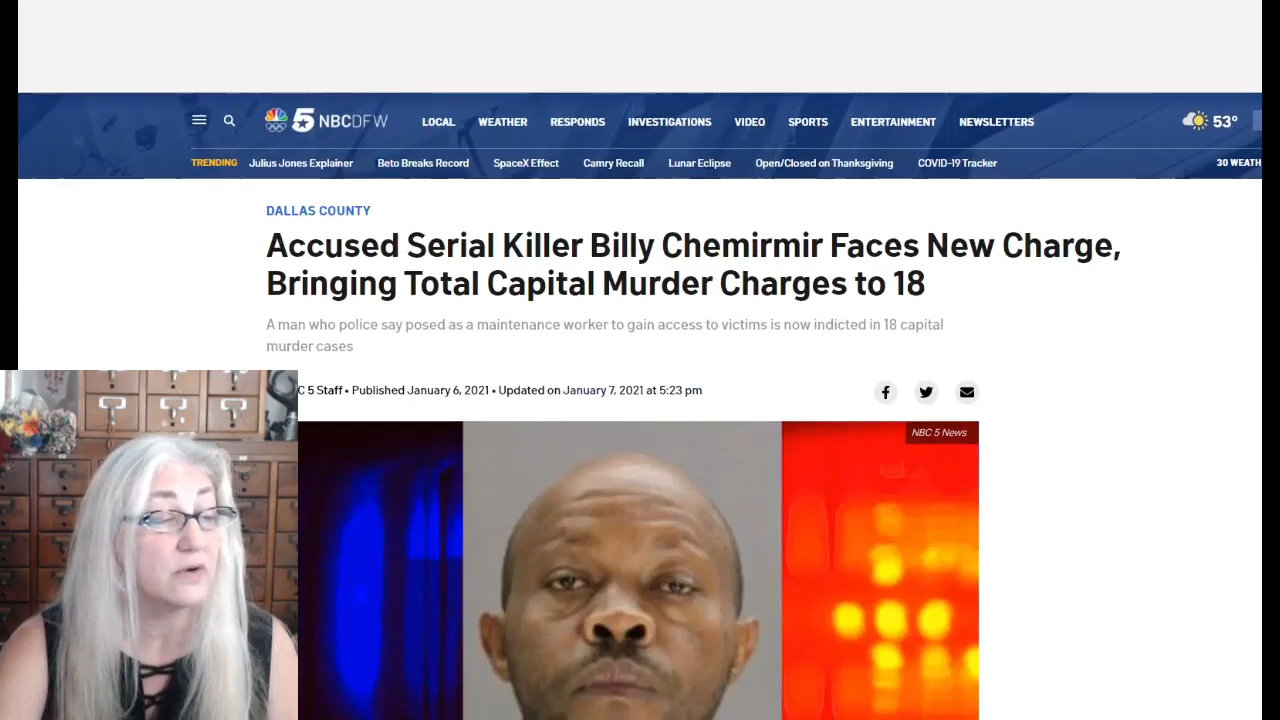 5 NBCDFW
LOCAL WEATHER RESPONDS INVESTIGATIONS VIDEO SPORTS ENTERTAINMENT NEWSLETTERS
53°
TRENDING Julius Jones Explainer Beta Breaks Record SpaceX Effect Camry Recall Lunar Eclipse Open/Closed on Thanksgiving COVID-19 Tracker
30 WEATH
DALLAS COUNTY
Accused Serial Killer Billy Chemirmir Faces New Charge,
Bringing Total Capital Murder Charges to 18
A man who police say posed as a maintenance worker to gain access to victims is now indicted in 18 capital
murder cases
C 5 Staff • Published January 6, 2021 • Updated on January 7, 2021 at 5:23 pm
NBC 5 News